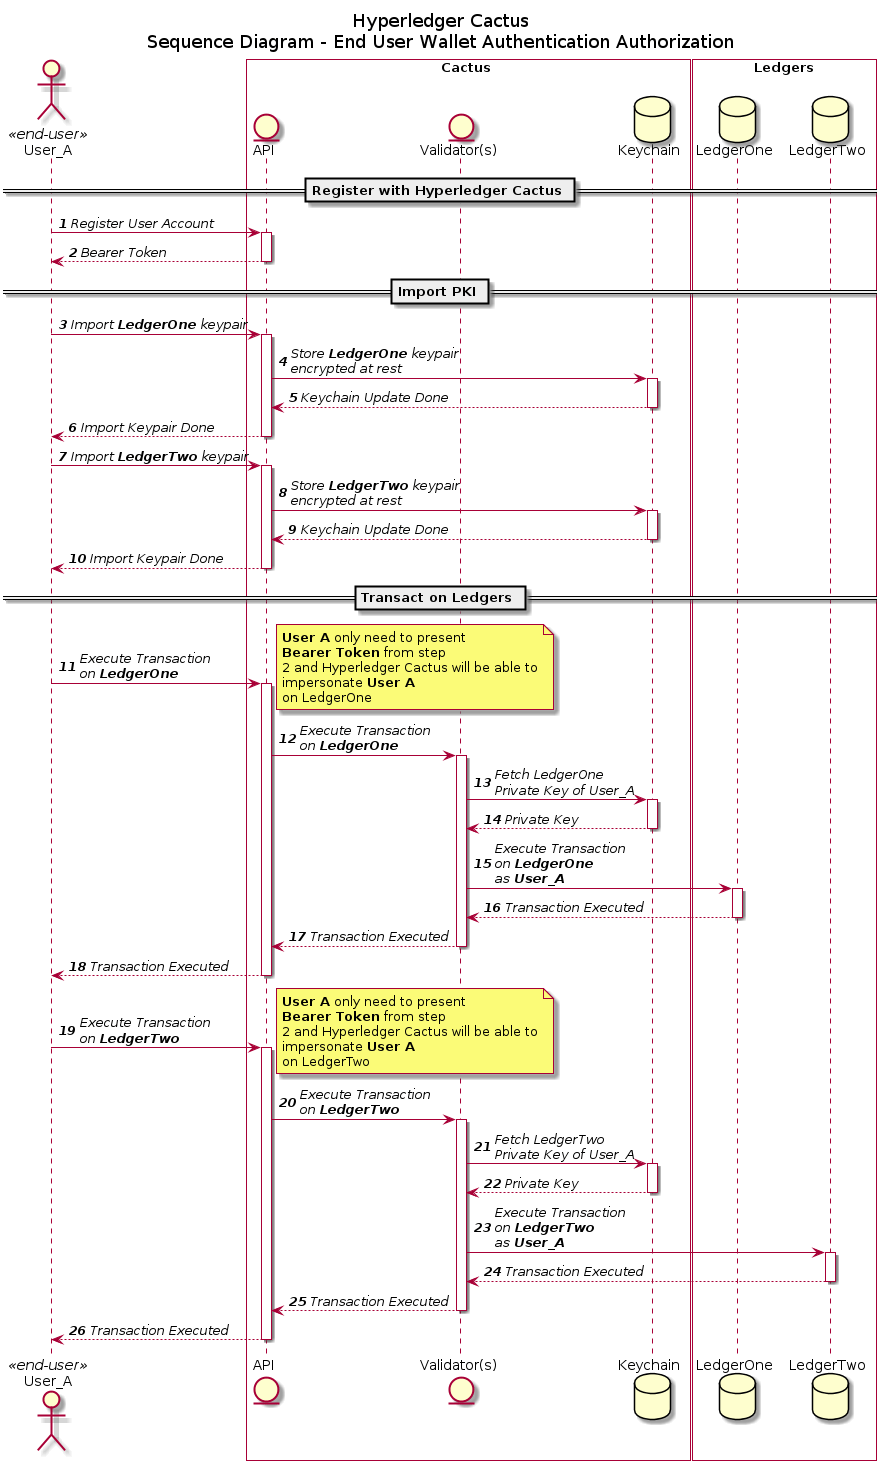 Hyperledger Cactus
Sequence Diagram - End User Wallet Authentication Authorization
Cactus
Ledgers
«end-user»
User_A
API
Validator(s)
Keychain
LedgerOne
LedgerTwo
Register with Hyperledger Cactus
1 Register User Account
2 Bearer Token
Import PKI
3 Import LedgerOne keypair
4 Store LedgerOne keypair
encrypted at rest
5 Keychain Update Done
6 Import Keypair Done
7 Import LedgerTwo keypair
8 Store LedgerTwo keypair
encrypted at rest
9 Keychain Update Done
10 Import Keypair Done
Transact on Ledgers
User A only need to present
Bearer Token from step
2 and Hyperledger Cactus will be able to
impersonate User A
on LedgerOne
11 Execute Transaction
on LedgerOne
12 Execute Transaction
on LedgerOne
13 Fetch LedgerOne
Private Key of User_A
14 Private Key
15 Execute Transaction
on LedgerOne
as User_A
16 Transaction Executed
17 Transaction Executed
18 Transaction Executed
User A only need to present
Bearer Token from step
2 and Hyperledger Cactus will be able to
impersonate User A
on LedgerTwo
19 Execute Transaction
on LedgerTwo
20 Execute Transaction
on LedgerTwo
21 Fetch LedgerTwo
Private Key of User_A
22 Private Key
23 Execute Transaction
on LedgerTwo
as User_A
24 Transaction Executed
25 Transaction Executed
26 Transaction Executed
«end-user»
User_A
API
Validator(s)
Keychain
LedgerOne
LedgerTwo